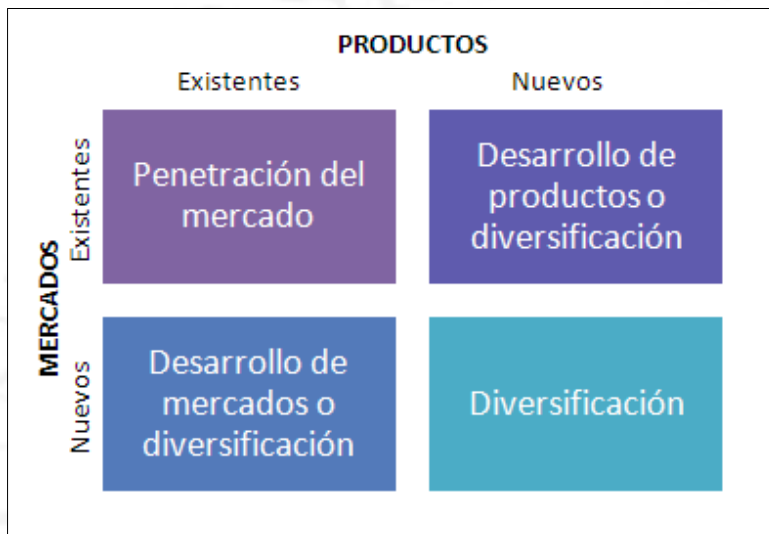 PRODUCTOS
Existentes
Nuevos
MERCADOS
Existentes
Penetración del
mercado
Desarrollo de
productos o
diversificación
Nuevos
Desarrollo de
mercados o
diversificación
Diversificación